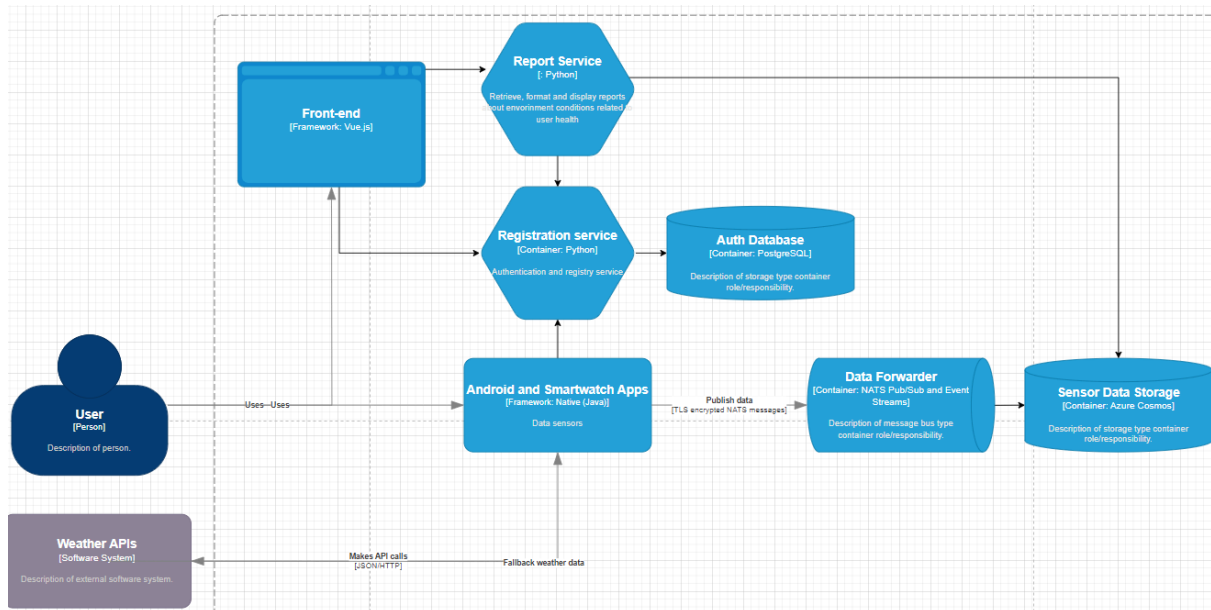 Report Service
[: Python]
Retrieve, format and display reports
about envorinment conditions related to
user health
Front-end
[Framework: Vue.js]
Registration service
[Container: Python]
Authentication and registry service
Auth Database
[Container: PostgreSQL]
Description of storage type container
role/responsibility.
User
[Person]
Description of person.
Uses
Uses
Android and Smartwatch Apps
[Framework: Native (Java)]
Data sensors
Publish data
[TLS encrypted NATS messages]
Data Forwarder
[Container: NATS Pub/Sub and Event
Streams]
Description of message bus type
container role/responsibility.
Sensor Data Storage
[Container: Azure Cosmos]
Description of storage type container
role/responsibility.
Weather APIs
[Software System]
Description of external software system.
Makes API calls
[JSON/HTTP]
Fallback weather data